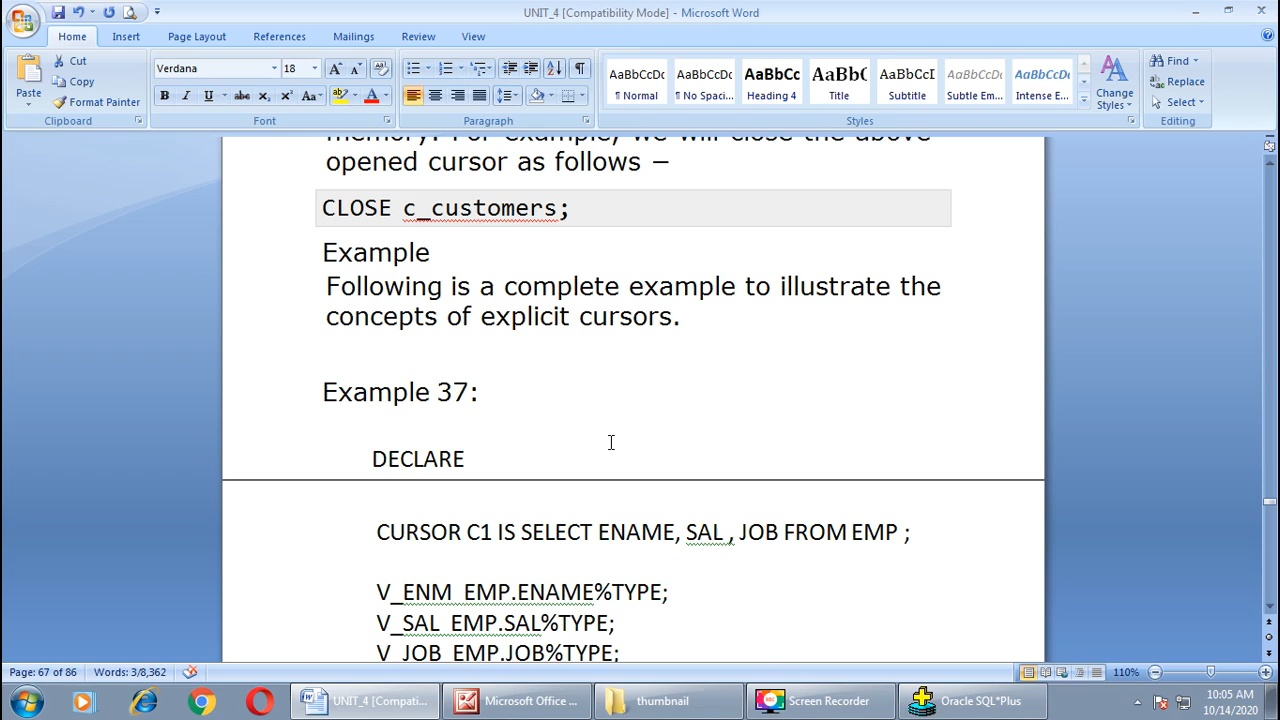 UNIT_4 [Compatibility Mode] - Microsoft Word
Home Insert Page Layout References Mailings Review View
Paste
Cut
Copy
Format Painter
Clipboard
Verdana 18
Font
Paragraph
AaBbCcDc AaBbCcDc AaBbCc AaBb( AaBbCcI AaBbCcDc AaBbCcDc
¶ Normal ¶ No Spaci... Heading 4 Title Subtitle Subtle Em... Intense E...
Styles
Change Styles
Find
Replace
Select
Editing
opened cursor as follows −
CLOSE c_customers;
Example
Following is a complete example to illustrate the
concepts of explicit cursors.
Example 37:
DECLARE
CURSOR C1 IS SELECT ENAME, SAL , JOB FROM EMP ;
V_ENM EMP.ENAME%TYPE;
V_SAL EMP.SAL%TYPE;
V_JOB EMP.JOB%TYPE;
Page: 67 of 86 Words: 3/8,362 110%
UNIT_4 [Compati... Microsoft Office ... thumbnail Screen Recorder Oracle SQL*Plus
10:05 AM
10/14/2020